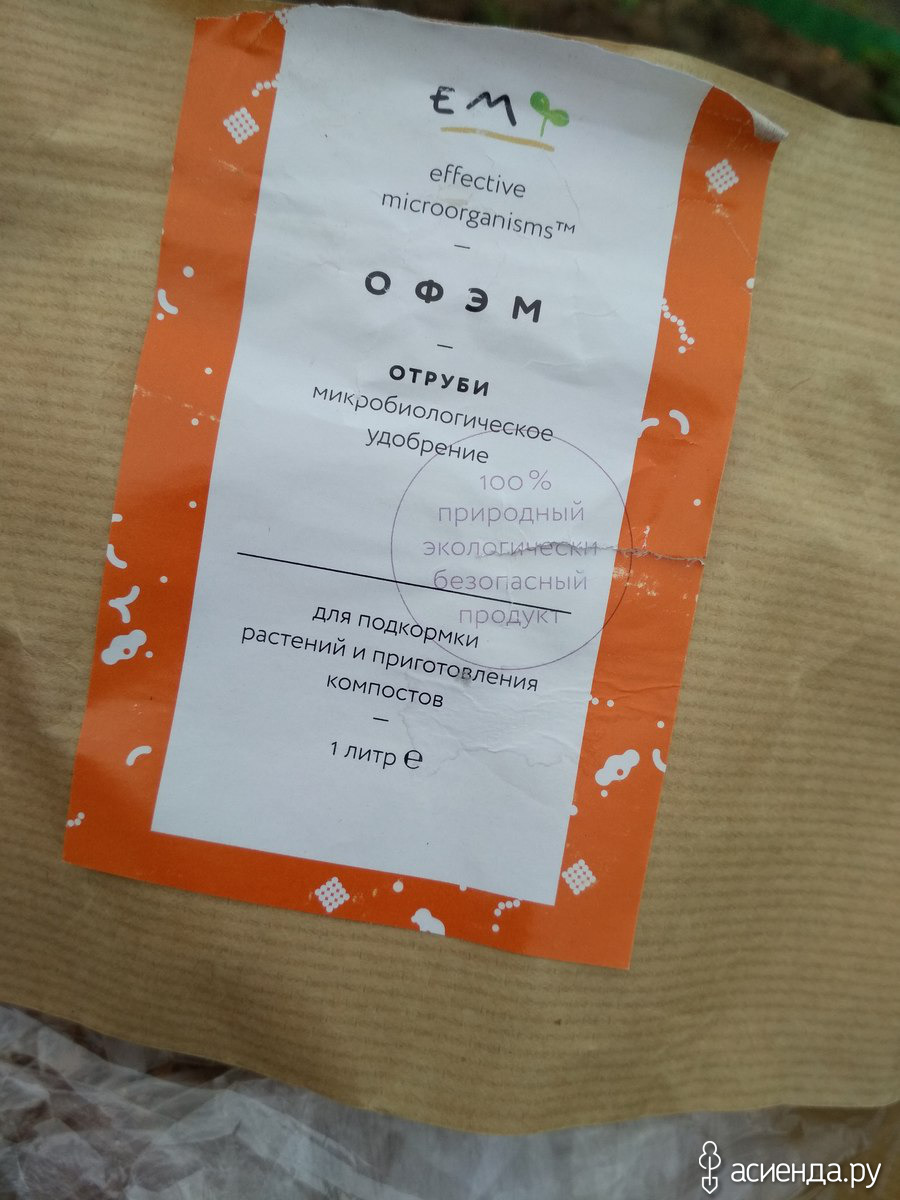 EM
effective
microorganisms™
–
ОФЭМ
–
ОТРУБИ
микробиологическое
удобрение
100%
природный
экологически
безопасный
продукт
для подкормки
растений и приготовления
компостов
–
1 литр ℮
асиенда.ру